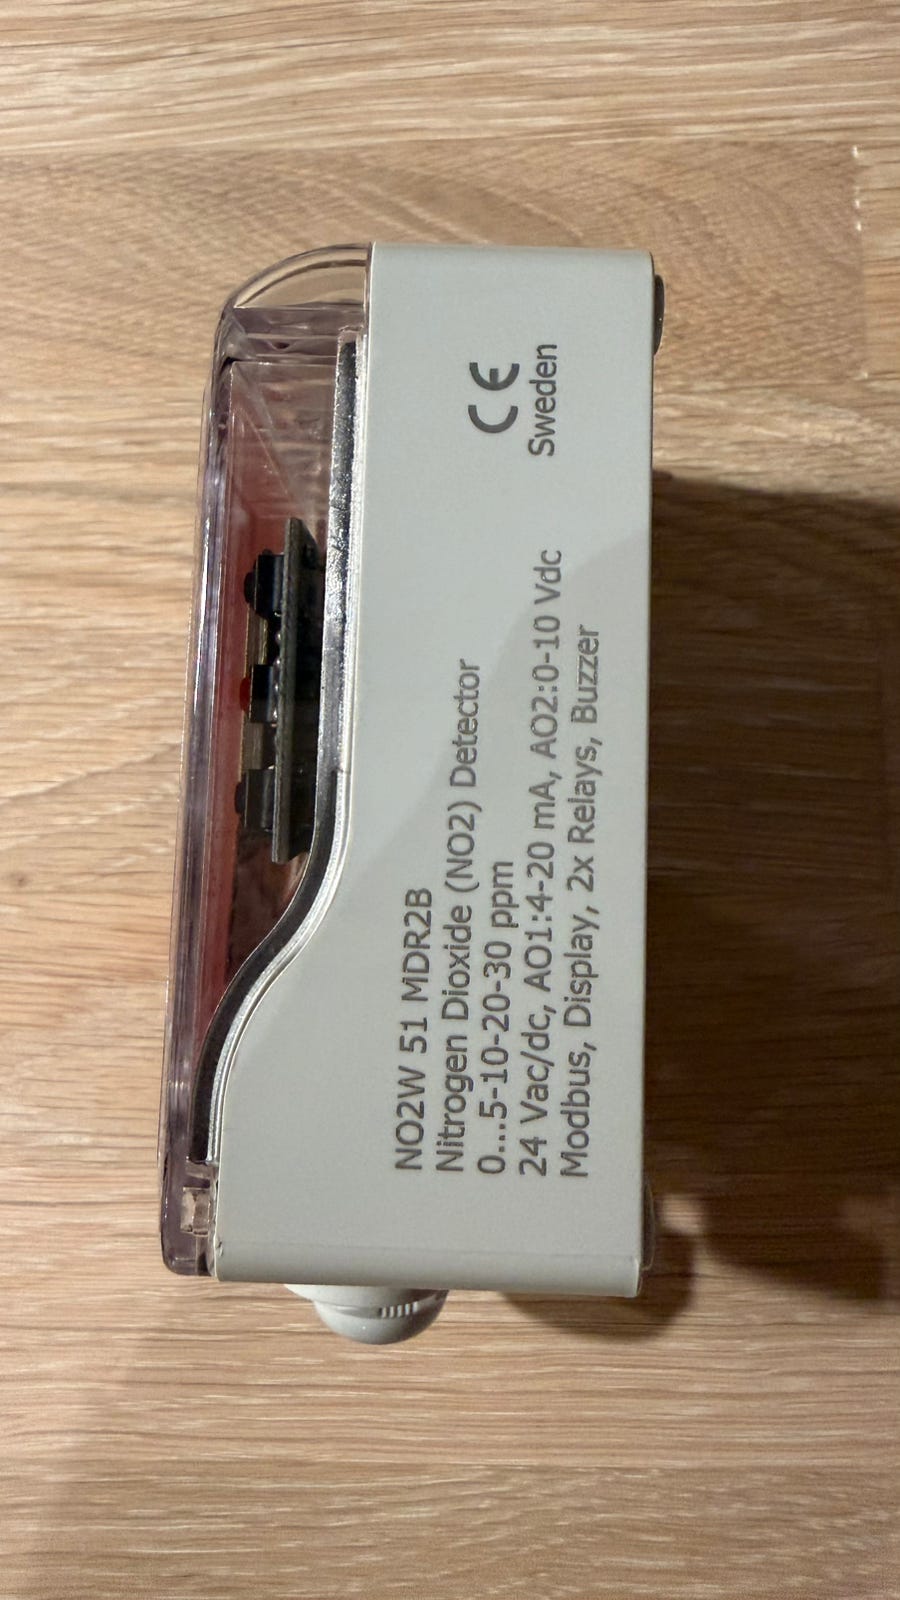 NO2W 51 MDR2B
Nitrogen Dioxide (NO2) Detector
0...5-10-20-30 ppm
24 Vac/dc, AO1:4-20 mA, AO2:0-10 Vdc
Modbus, Display, 2x Relays, Buzzer
CE
Sweden